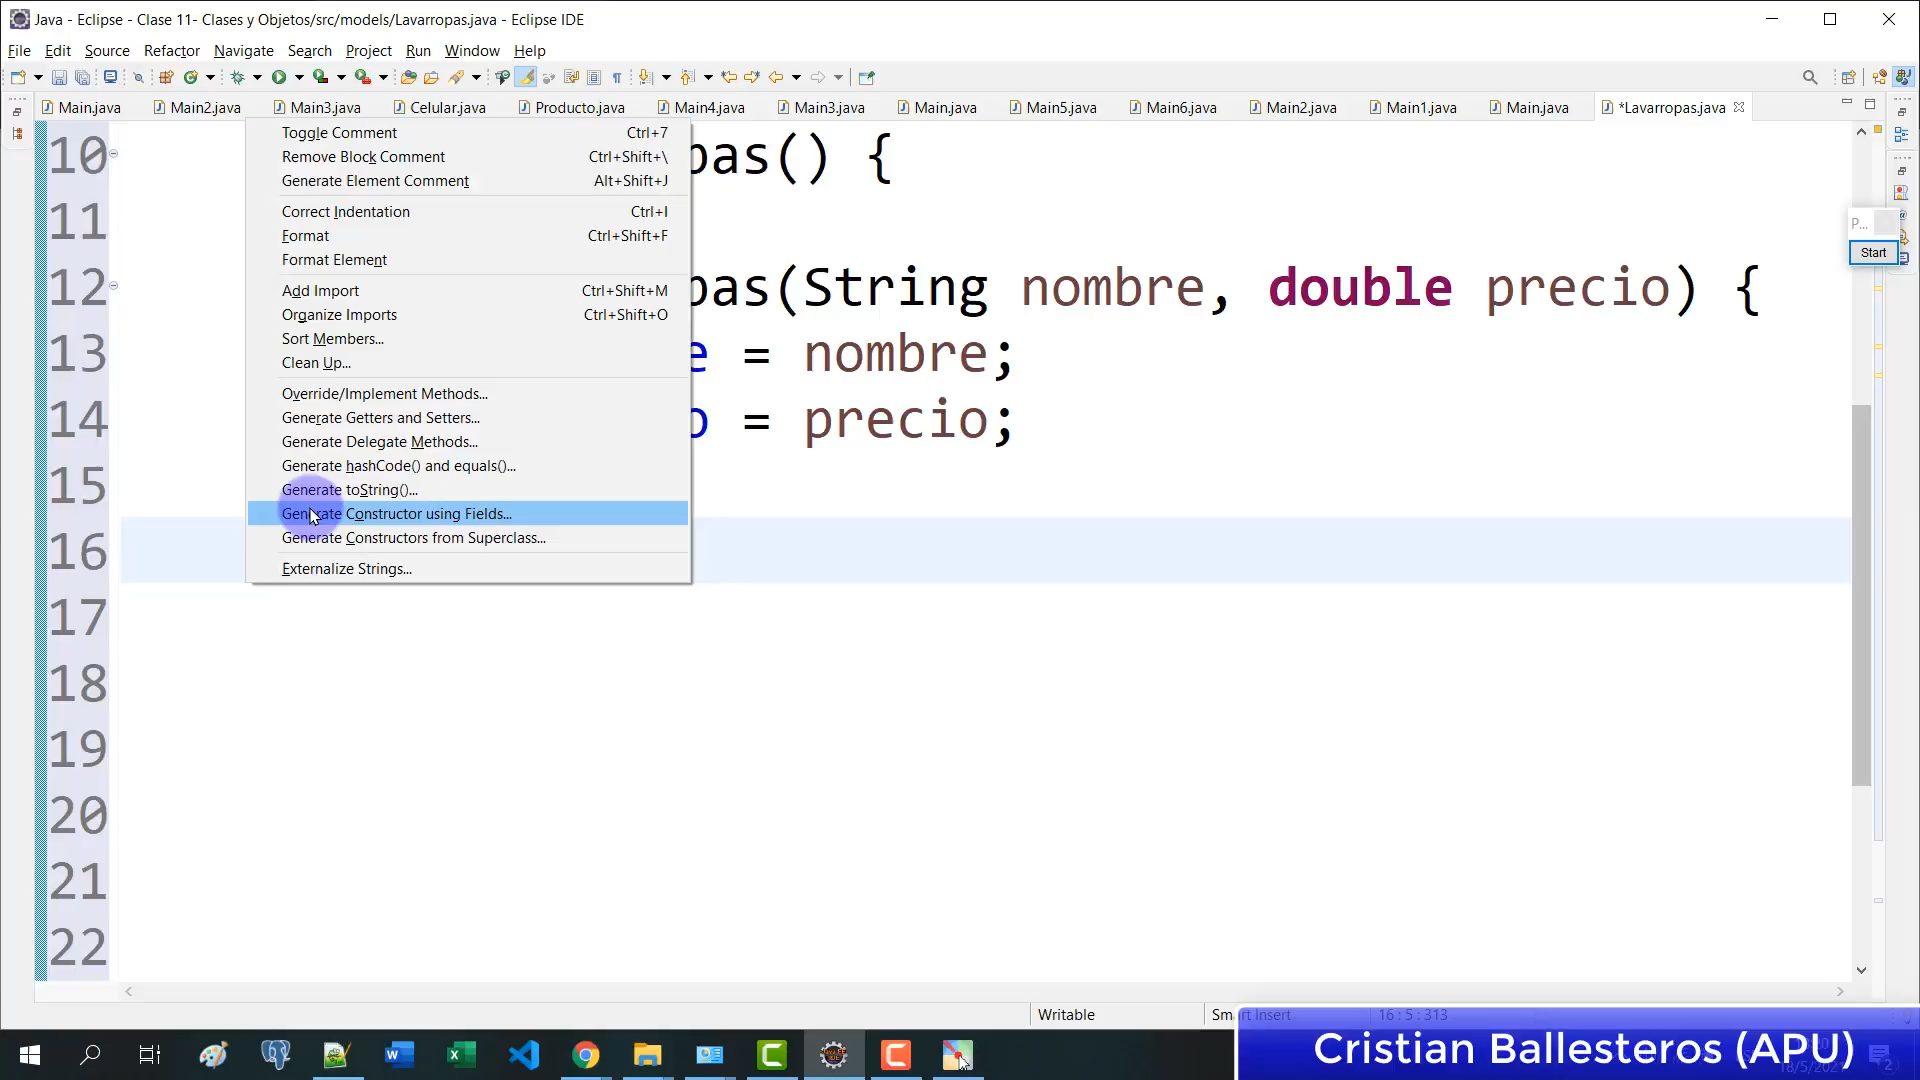 Java - Eclipse - Clase 11- Clases y Objetos/src/models/Lavarropas.java - Eclipse IDE
File Edit Source Refactor Navigate Search Project Run Window Help
Main.java Main2.java Main3.java Celular.java Producto.java Main4.java Main3.java Main.java Main5.java Main6.java Main2.java Main1.java Main.java *Lavarropas.java
Toggle Comment Ctrl+7
Remove Block Comment Ctrl+Shift+\
Generate Element Comment Alt+Shift+J
Correct Indentation Ctrl+I
Format Ctrl+Shift+F
Format Element
Add Import Ctrl+Shift+M
Organize Imports Ctrl+Shift+O
Sort Members...
Clean Up...
Override/Implement Methods...
Generate Getters and Setters...
Generate Delegate Methods...
Generate hashCode() and equals()...
Generate toString()...
Generate Constructor using Fields...
Generate Constructors from Superclass...
Externalize Strings...
10 pas() {
11
12 pas(String nombre, double precio) {
13 e = nombre;
14 o = precio;
15
16
17
18
19
20
21
22
P...
Start
Writable Smart Insert 16 : 5 : 313
Cristian Ballesteros (APU)